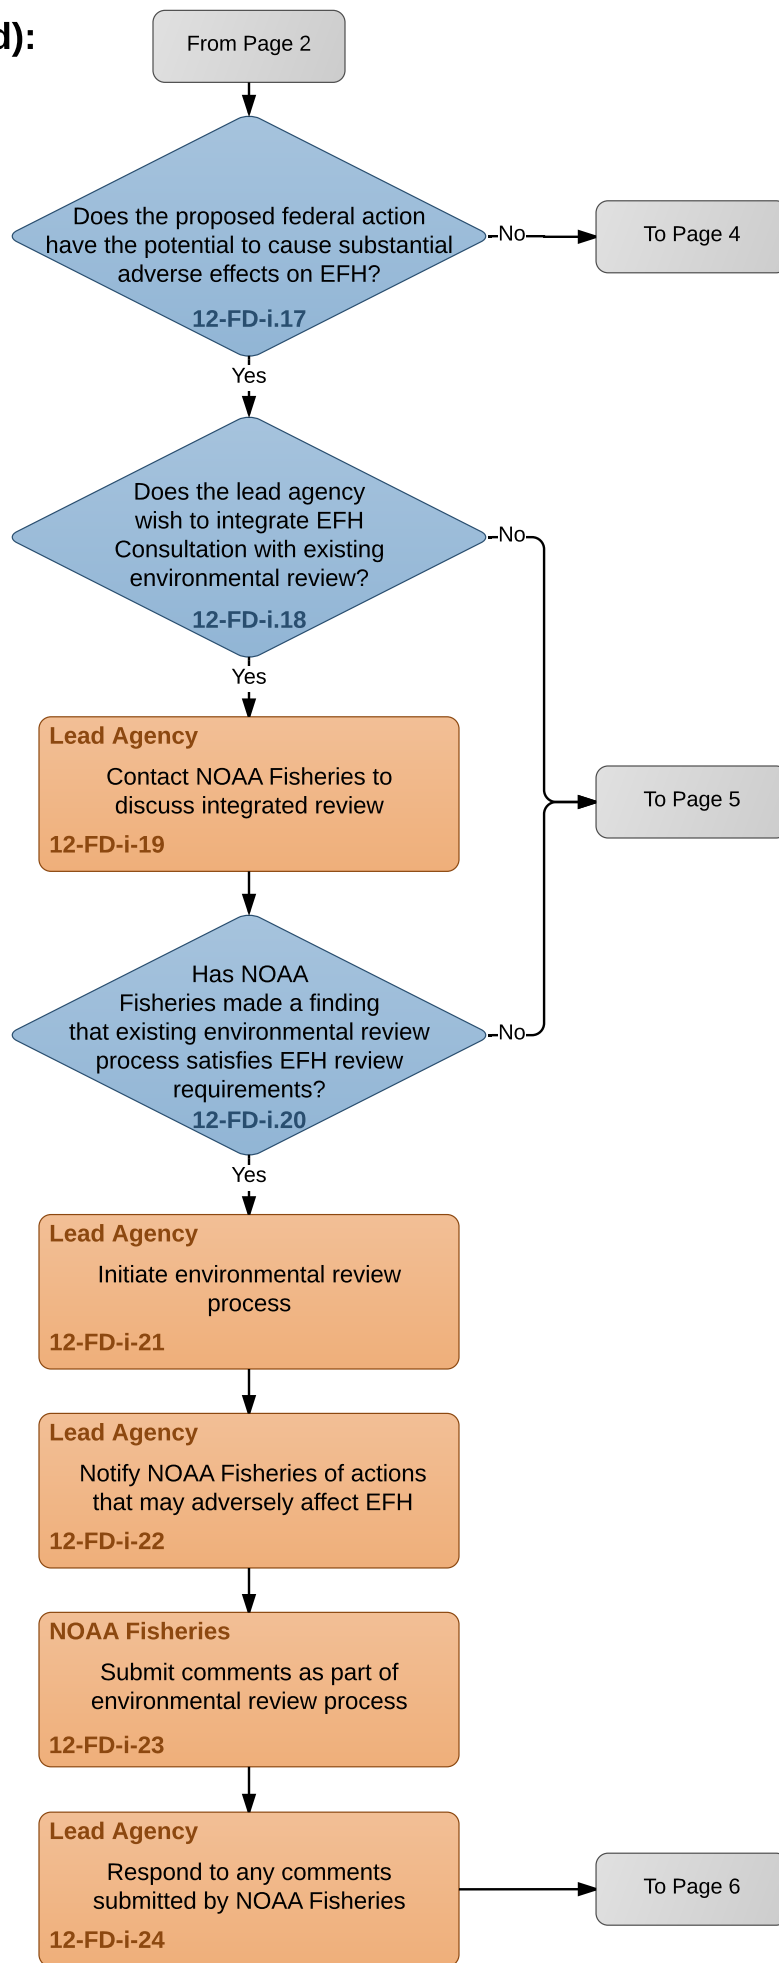 d):
From Page 2
Does the proposed federal action
have the potential to cause substantial
adverse effects on EFH?
12-FD-i.17
No
To Page 4
Yes
Does the lead agency
wish to integrate EFH
Consultation with existing
environmental review?
12-FD-i.18
No
Yes
Lead Agency
Contact NOAA Fisheries to
discuss integrated review
12-FD-i-19
To Page 5
Has NOAA
Fisheries made a finding
that existing environmental review
process satisfies EFH review
requirements?
12-FD-i.20
No
Yes
Lead Agency
Initiate environmental review
process
12-FD-i-21
Lead Agency
Notify NOAA Fisheries of actions
that may adversely affect EFH
12-FD-i-22
NOAA Fisheries
Submit comments as part of
environmental review process
12-FD-i-23
Lead Agency
Respond to any comments
submitted by NOAA Fisheries
12-FD-i-24
To Page 6